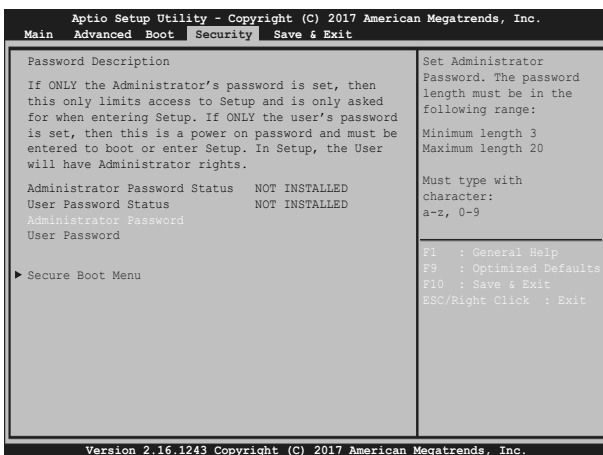 Aptio Setup Utility - Copyright (C) 2017 American Megatrends, Inc.
Main Advanced Boot Security Save & Exit
Password Description
If ONLY the Administrator's password is set, then
this only limits access to Setup and is only asked
for when entering Setup. If ONLY the user's password
is set, then this is a power on password and must be
entered to boot or enter Setup. In Setup, the User
will have Administrator rights.
Administrator Password Status NOT INSTALLED
User Password Status NOT INSTALLED
Administrator Password
User Password
Secure Boot Menu
Set Administrator
Password. The password
length must be in the
following range:
Minimum length 3
Maximum length 20
Must type with
character:
a-z, 0-9
F1 : General Help
F9 : Optimized Defaults
F10 : Save & Exit
ESC/Right Click : Exit
Version 2.16.1243 Copyright (C) 2017 American Megatrends, Inc.